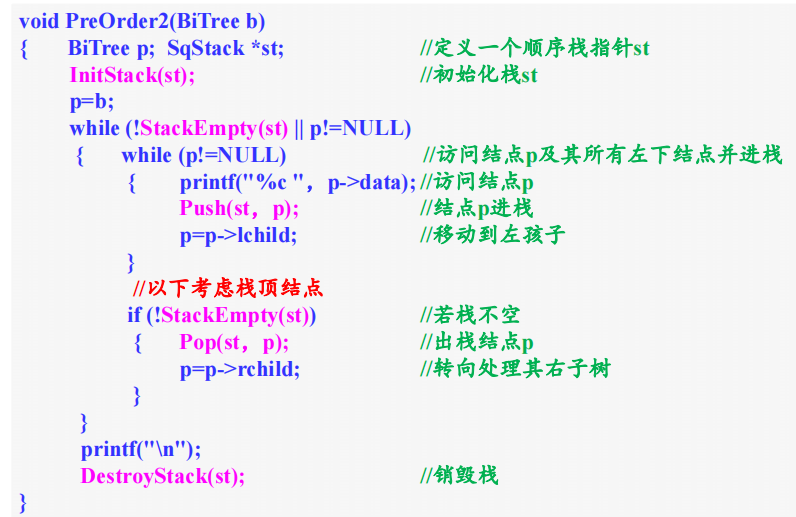 void PreOrder2(BiTree b)
{ BiTree p; SqStack *st; //定义一个顺序栈指针st
InitStack(st); //初始化栈st
p=b;
while (!StackEmpty(st) || p!=NULL)
{ while (p!=NULL) //访问结点p及其所有左下结点并进栈
{ printf("%c ", p->data); //访问结点p
Push(st, p); //结点p进栈
p=p->lchild; //移动到左孩子
}
//以下考虑栈顶结点
if (!StackEmpty(st)) //若栈不空
{ Pop(st, p); //出栈结点p
p=p->rchild; //转向处理其右子树
}
}
printf("\n");
DestroyStack(st); //销毁栈
}